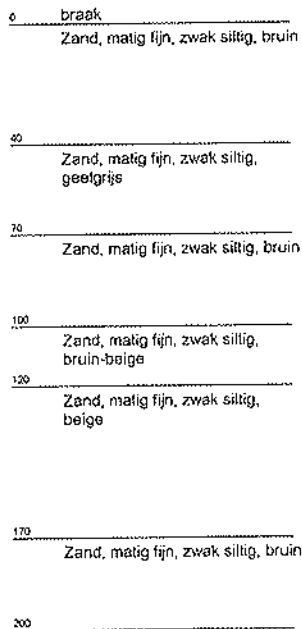 0 braak
Zand, matig fijn, zwak siltig, bruin
40
Zand, matig fijn, zwak siltig,
geelgrijs
70
Zand, matig fijn, zwak siltig, bruin
100
Zand, matig fijn, zwak siltig,
bruin-beige
120
Zand, matig fijn, zwak siltig,
beige
170
Zand, matig fijn, zwak siltig, bruin
200